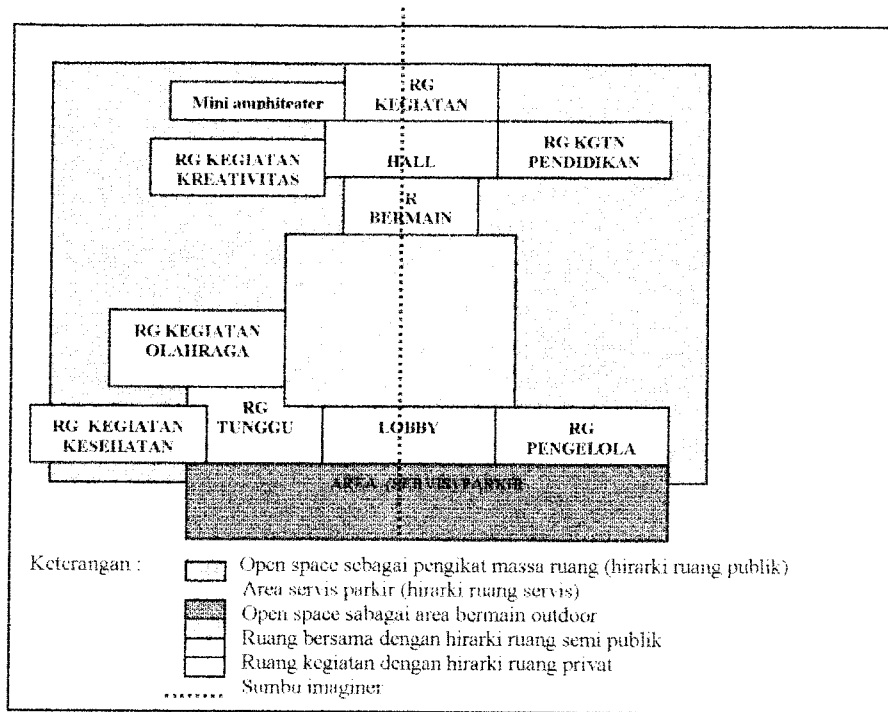 RG
KEGIATAN
Mini amphiteater
RG KEGIATAN
KREATIVITAS
HALL
RG KGTN
PENDIDIKAN
R
BERMAIN
RG KEGIATAN
OLAHRAGA
RG KEGIATAN
KESEHATAN
RG
TUNGGU
LOBBY
RG
PENGELOLA
AREA (SERVIS) PARKIR
Keterangan :
Open space sebagai pengikat massa ruang (hirarki ruang publik)
Area servis parkir (hirarki ruang servis)
Open space sabagai area bermain outdoor
Ruang bersama dengan hirarki ruang semi publik
Ruang kegiatan dengan hirarki ruang privat
Sumbu imaginer